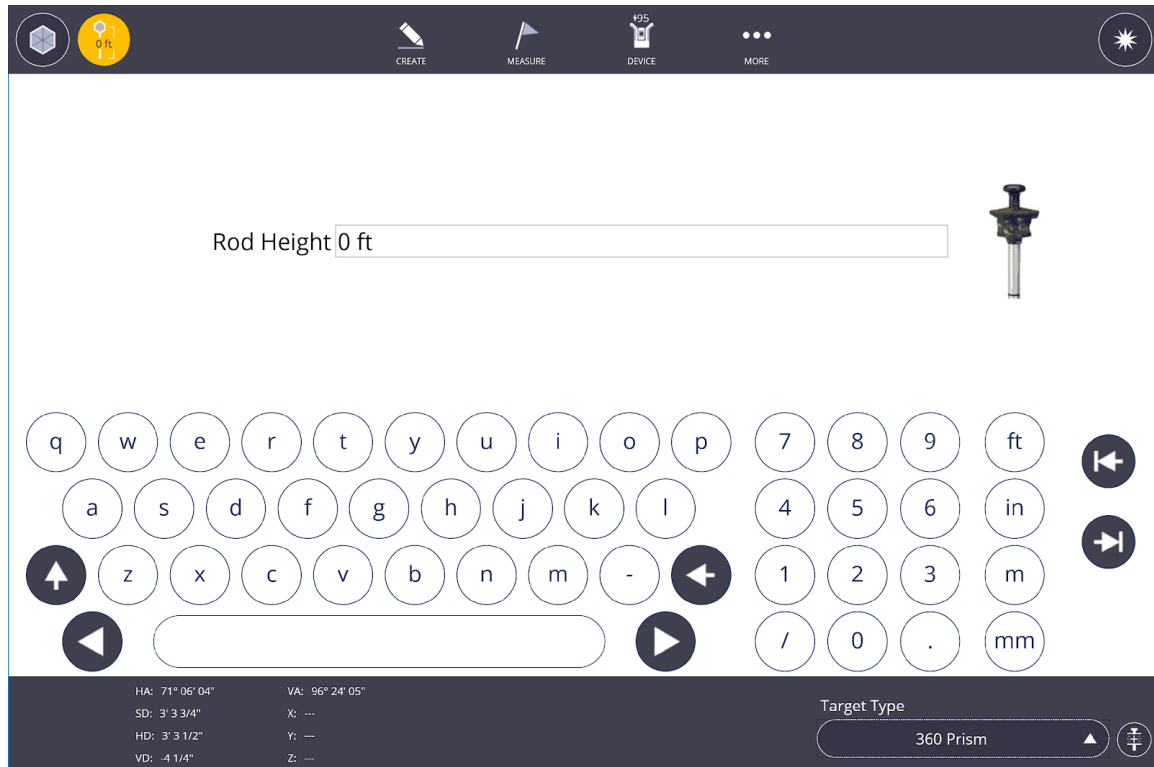 0 ft
CREATE
MEASURE
95
DEVICE
MORE
Rod Height 0 ft
q w e r t y u i o p 7 8 9 ft
a s d f g h j k l 4 5 6 in
z x c v b n m - 1 2 3 m
/ 0 . mm
HA: 71° 06' 04" VA: 96° 24' 05"
SD: 3' 3 3/4" X: ---
HD: 3' 3 1/2" Y: ---
VD: -4 1/4" Z: ---
Target Type
360 Prism